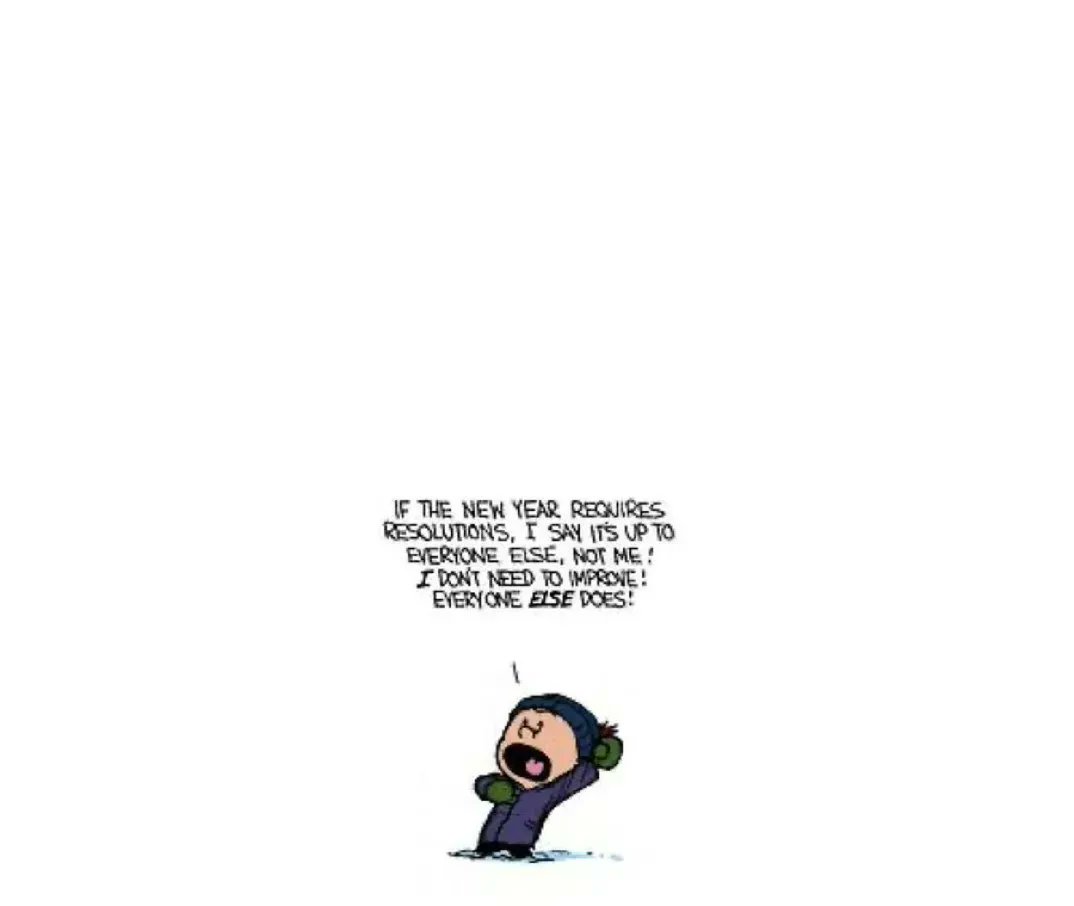 IF THE NEW YEAR REQUIRES
RESOLUTIONS, I SAY IT'S UP TO
EVERYONE ELSE, NOT ME!
I DON'T NEED TO IMPROVE!
EVERYONE ELSE DOES!